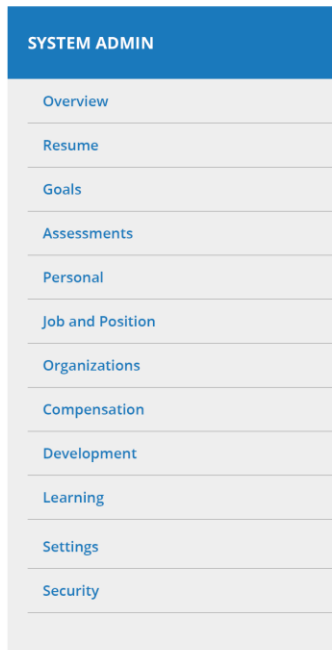 SYSTEM ADMIN
Overview
Resume
Goals
Assessments
Personal
Job and Position
Organizations
Compensation
Development
Learning
Settings
Security